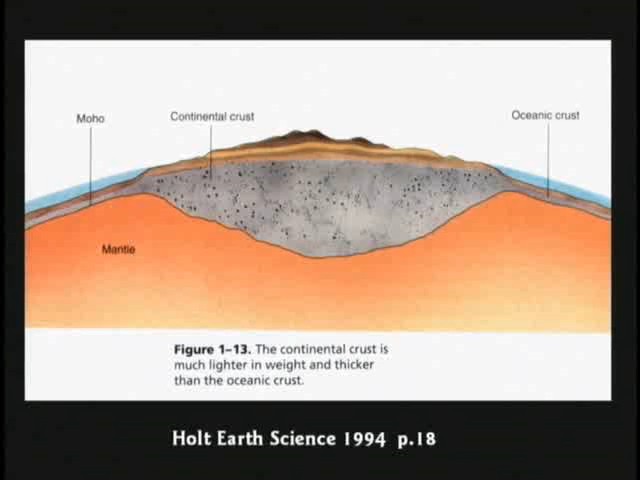 Moho
Continental crust
Oceanic crust
Mantle
Figure 1–13. The continental crust is
much lighter in weight and thicker
than the oceanic crust.
Holt Earth Science 1994 p.18